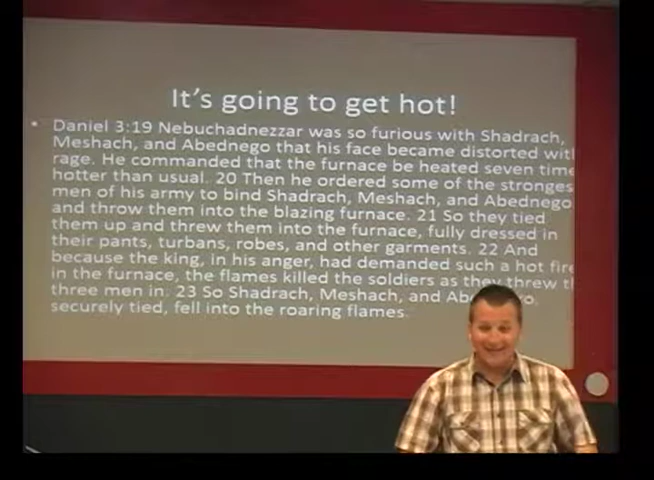 It's going to get hot!
• Daniel 3:19 Nebuchadnezzar was so furious with Shadrach,
Meshach, and Abednego that his face became distorted with
rage. He commanded that the furnace be heated seven time
hotter than usual. 20 Then he ordered some of the stronges
men of his army to bind Shadrach, Meshach, and Abednego
and throw them into the blazing furnace. 21 So they tied
them up and threw them into the furnace, fully dressed in
their pants, turbans, robes, and other garments. 22 And
because the king, in his anger, had demanded such a hot fire
in the furnace, the flames killed the soldiers as they threw t
three men in. 23 So Shadrach, Meshach, and
securely tied, fell into the roaring flames.